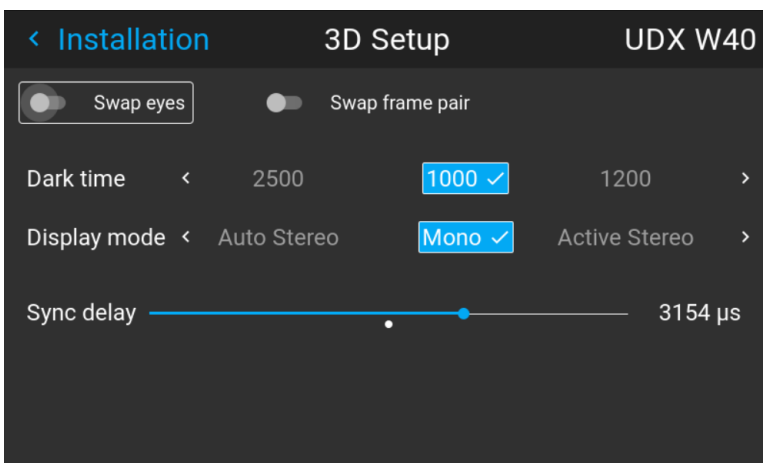 ‹ Installation 3D Setup UDX W40
Swap eyes Swap frame pair
Dark time ‹ 2500 1000 ✓ 1200 ›
Display mode ‹ Auto Stereo Mono ✓ Active Stereo ›
Sync delay 3154 µs